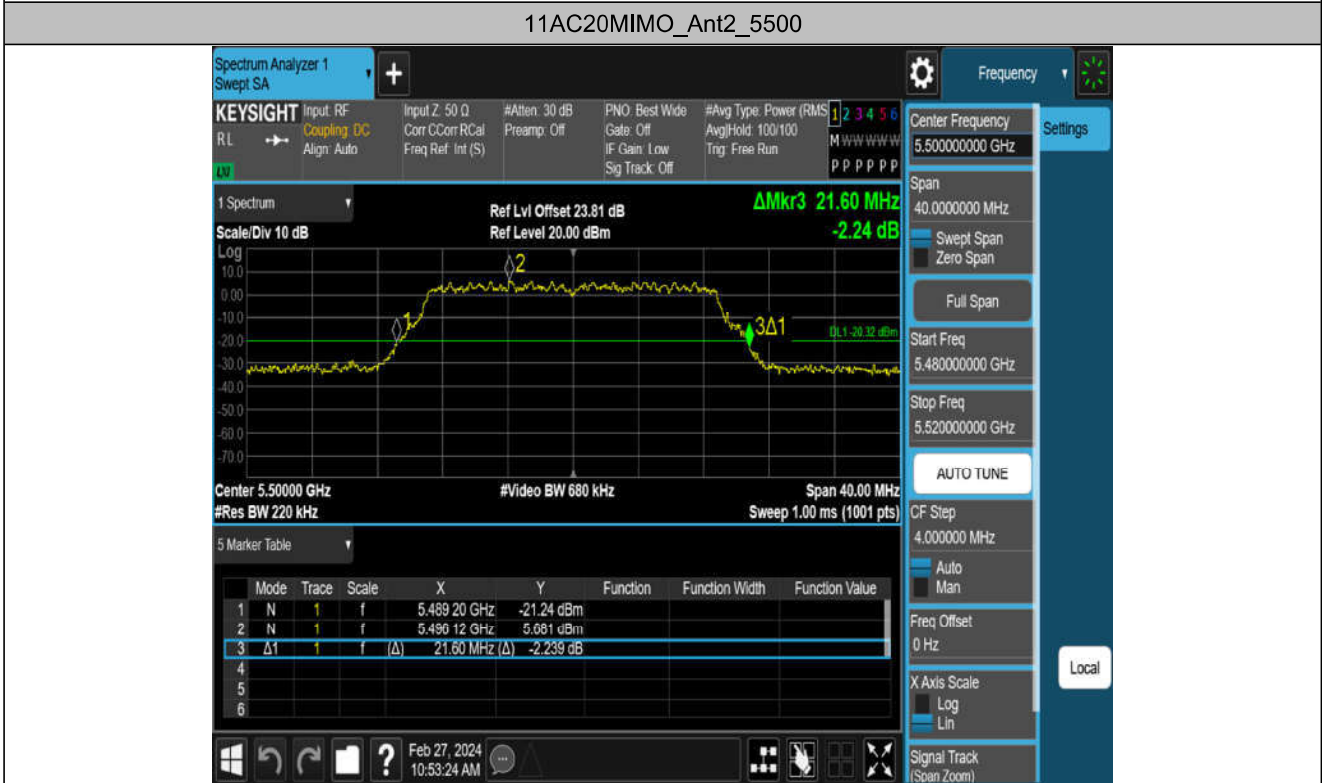 11AC20MIMO_Ant2_5500
Spectrum Analyzer 1
Swept SA
+
Frequency
KEYSIGHT Input: RF
Coupling: DC
Align: Auto
RL
LXI
Input Z: 50 Ω
Corr CCorr RCal
Freq Ref: Int (S)
#Atten: 30 dB
Preamp: Off
PNO: Best Wide
Gate: Off
IF Gain: Low
Sig Track: Off
#Avg Type: Power (RMS
Avg|Hold: 100/100
Trig: Free Run
1 2 3 4 5 6
M W W W W W
P P P P P P
Center Frequency
5.500000000 GHz
Settings
Span
40.0000000 MHz
Swept Span
Zero Span
Full Span
Start Freq
5.480000000 GHz
Stop Freq
5.520000000 GHz
AUTO TUNE
CF Step
4.000000 MHz
Auto
Man
Freq Offset
0 Hz
X Axis Scale
Log
Lin
Signal Track
(Span Zoom)
Local
1 Spectrum
Scale/Div 10 dB
Ref Lvl Offset 23.81 dB
Ref Level 20.00 dBm
ΔMkr3 21.60 MHz
-2.24 dB
Log
10.0
0.00
-10.0
-20.0
-30.0
-40.0
-50.0
-60.0
-70.0
1
2
3Δ1
DL1 -20.32 dBm
Center 5.50000 GHz
#Res BW 220 kHz
#Video BW 680 kHz
Span 40.00 MHz
Sweep 1.00 ms (1001 pts)
5 Marker Table
Mode Trace Scale X Y Function Function Width Function Value
1 N 1 f 5.489 20 GHz -21.24 dBm
2 N 1 f 5.496 12 GHz 5.681 dBm
3 Δ1 1 f (Δ) 21.60 MHz (Δ) -2.239 dB
4
5
6
?
Feb 27, 2024
10:53:24 AM